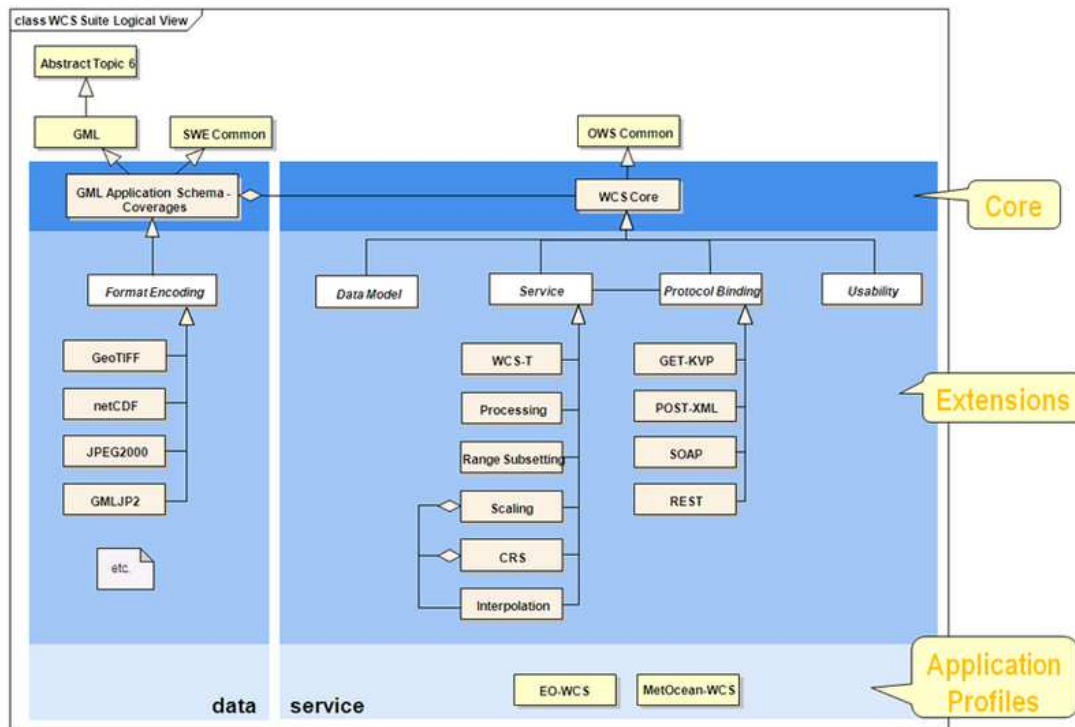 class WCS Suite Logical View
Abstract Topic 6
GML
SWE Common
OWS Common
GML Application Schema -
Coverages
WCS Core
Core
Format Encoding
Data Model
Service
Protocol Binding
Usability
GeoTIFF
netCDF
JPEG2000
GMLJP2
etc.
WCS-T
Processing
Range Subsetting
Scaling
CRS
Interpolation
GET-KVP
POST-XML
SOAP
REST
Extensions
data
service
EO-WCS
MetOcean-WCS
Application
Profiles